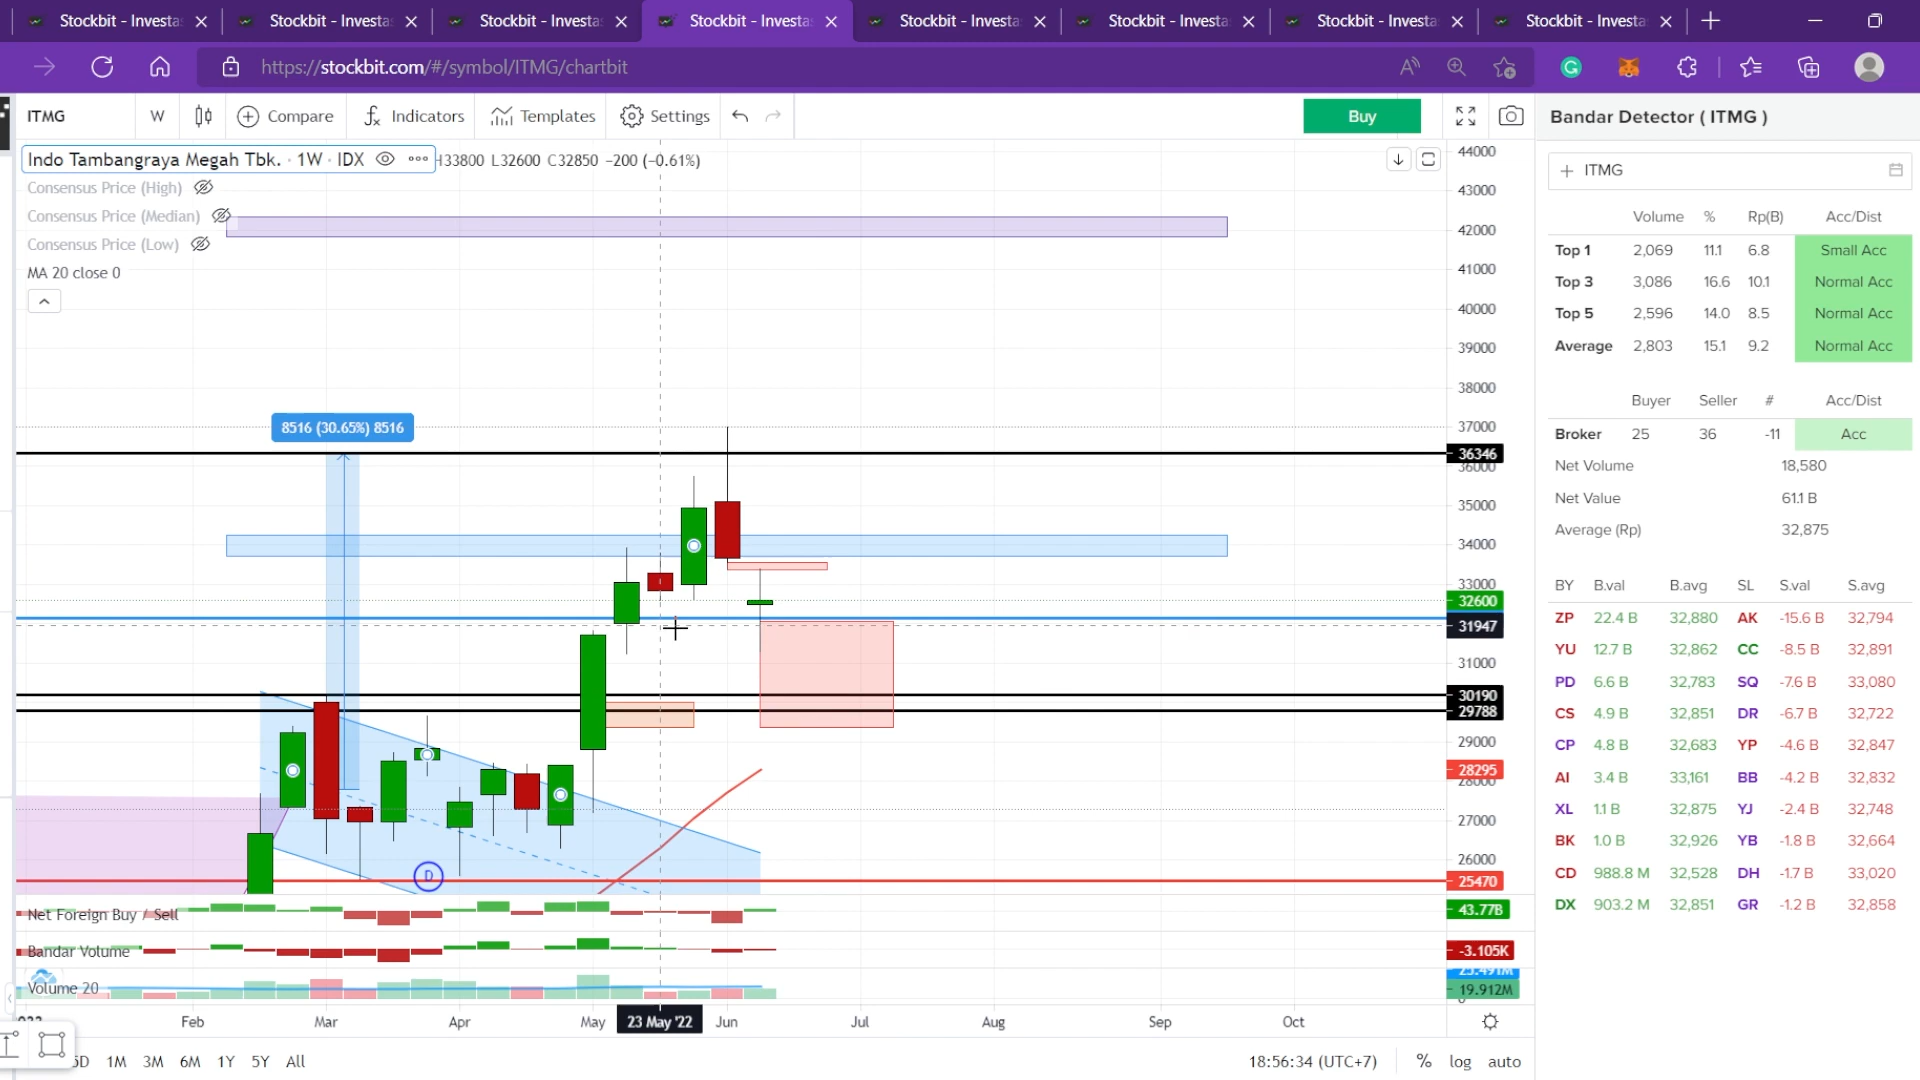 Stockbit - Investas
Stockbit - Investas
Stockbit - Investas
Stockbit - Investas
Stockbit - Investa
Stockbit - Investa
Stockbit - Investa
Stockbit - Investa
https://stockbit.com/#/symbol/ITMG/chartbit
ITMG W Compare Indicators Templates Settings Buy
Indo Tambangraya Megah Tbk. · 1W · IDX H33800 L32600 C32850 −200 (−0.61%)
Consensus Price (High)
Consensus Price (Median)
Consensus Price (Low)
MA 20 close 0
8516 (30.65%) 8516
D
44000
43000
42000
41000
40000
39000
38000
37000
36346
36000
35000
34000
33000
32600
31947
31000
30190
29788
29000
28295
28000
27000
26000
25470
Net Foreign Buy / Sell 43.77B
Bandar Volume -3.105K
23.491M
Volume 20 19.912M
Feb Mar Apr May 23 May '22 Jun Jul Aug Sep Oct
5D 1M 3M 6M 1Y 5Y All
18:56:34 (UTC+7) % log auto
Bandar Detector ( ITMG )
ITMG
Volume % Rp(B) Acc/Dist
Top 1 2,069 11.1 6.8 Small Acc
Top 3 3,086 16.6 10.1 Normal Acc
Top 5 2,596 14.0 8.5 Normal Acc
Average 2,803 15.1 9.2 Normal Acc
Buyer Seller # Acc/Dist
Broker 25 36 -11 Acc
Net Volume 18,580
Net Value 61.1 B
Average (Rp) 32,875
BY B.val B.avg SL S.val S.avg
ZP 22.4 B 32,880 AK -15.6 B 32,794
YU 12.7 B 32,862 CC -8.5 B 32,891
PD 6.6 B 32,783 SQ -7.6 B 33,080
CS 4.9 B 32,851 DR -6.7 B 32,722
CP 4.8 B 32,683 YP -4.6 B 32,847
AI 3.4 B 33,161 BB -4.2 B 32,832
XL 1.1 B 32,875 YJ -2.4 B 32,748
BK 1.0 B 32,926 YB -1.8 B 32,664
CD 988.8 M 32,528 DH -1.7 B 33,020
DX 903.2 M 32,851 GR -1.2 B 32,858